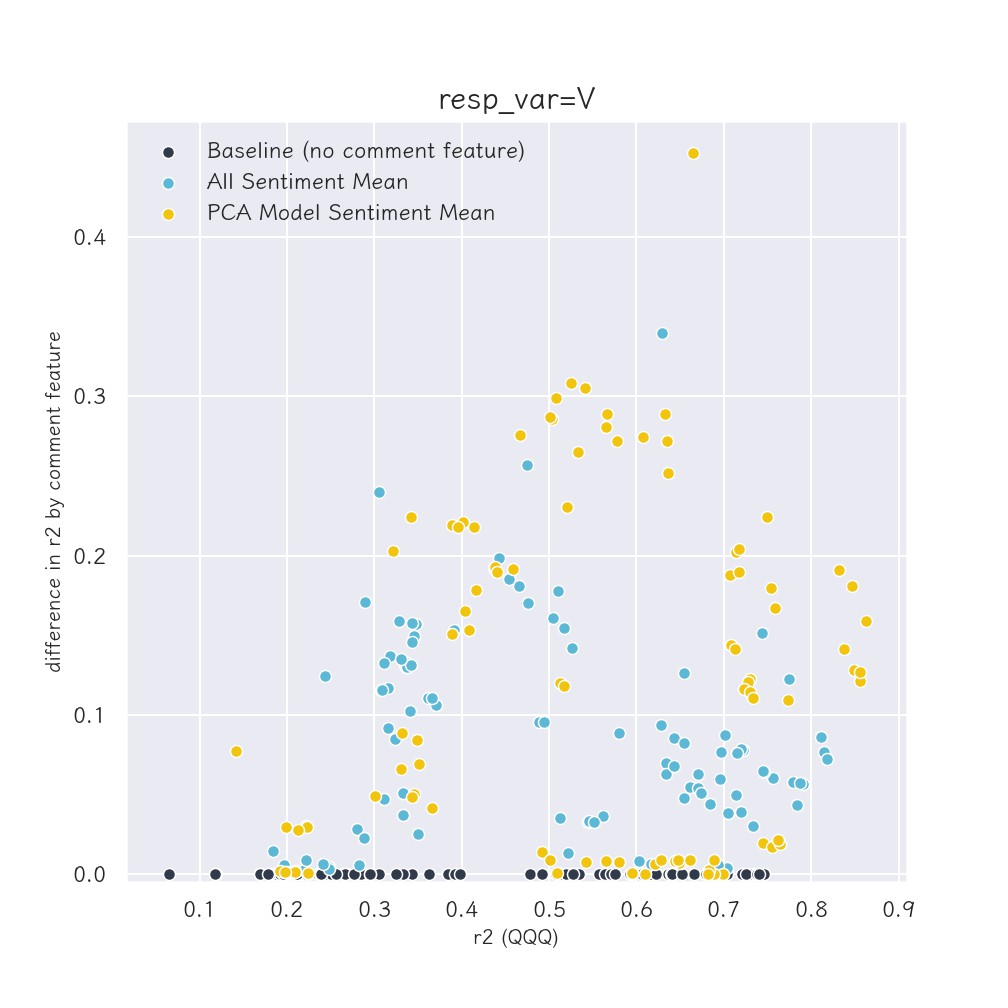 resp_var=V
Baseline (no comment feature)
All Sentiment Mean
PCA Model Sentiment Mean
difference in r2 by comment feature
0.4
0.3
0.2
0.1
0.0
0.1 0.2 0.3 0.4 0.5 0.6 0.7 0.8 0.9
r2 (QQQ)